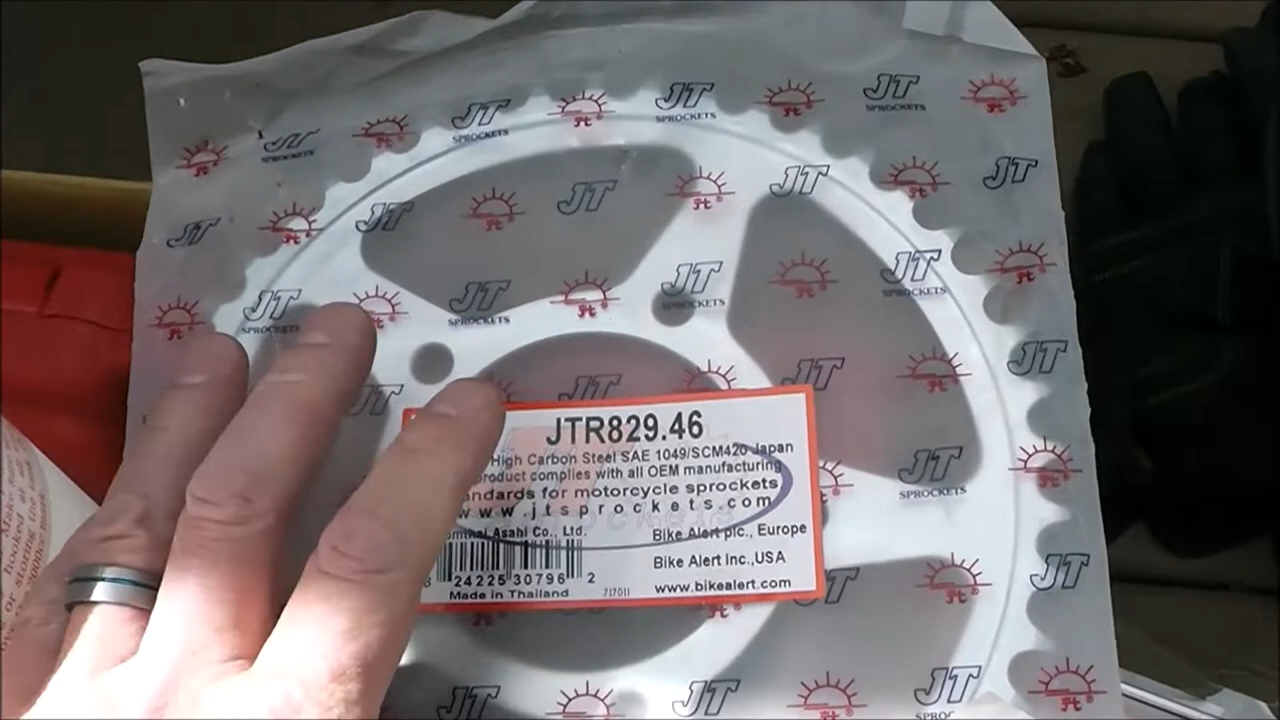 JT
SPROCKETS
JTR829.46
High Carbon Steel SAE 1049/SCM420 Japan
product complies with all OEM manufacturing
standards for motorcycle sprockets
www.jtsprockets.com
Asahi Co., Ltd.
Bike Alert plc., Europe
Bike Alert Inc.,USA
24225 30796 2
Made in Thailand
717011
www.bikealert.com